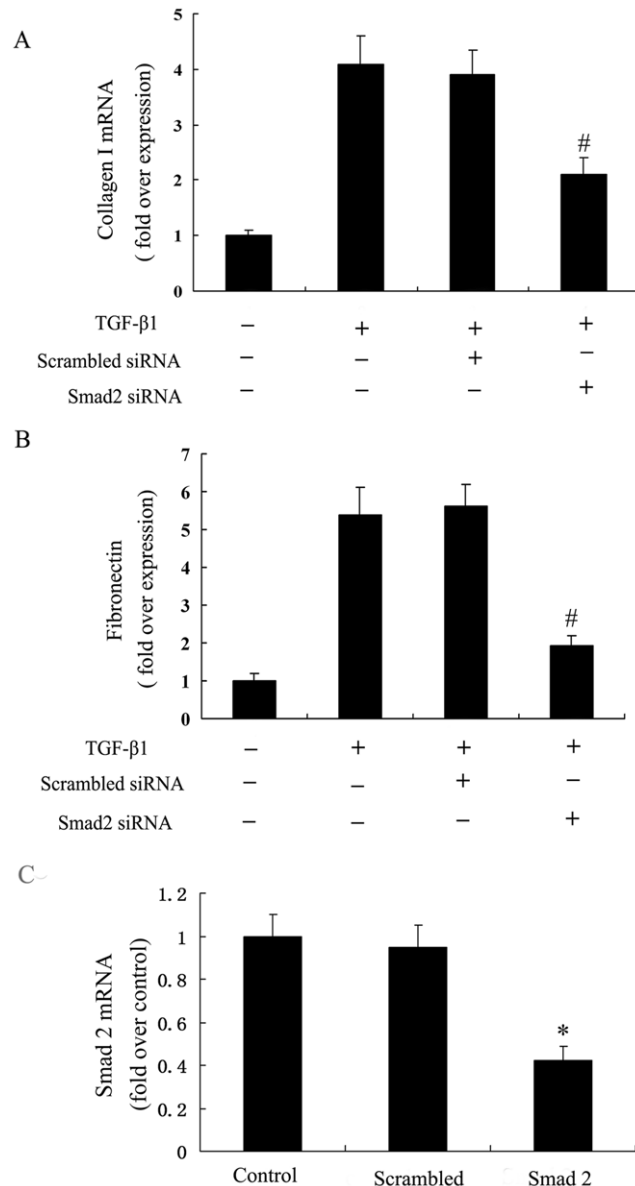 A
Collagen I mRNA
( fold over expression)
5
4
3
2
1
0
#
TGF-β1 − + + +
Scrambled siRNA − − + −
Smad2 siRNA − − − +
B
Fibronectin
( fold over expression)
7
6
5
4
3
2
1
0
#
TGF-β1 − + + +
Scrambled siRNA − − + −
Smad2 siRNA − − − +
C
Smad 2 mRNA
(fold over control)
1.2
1
0.8
0.6
0.4
0.2
0
*
Control Scrambled Smad 2